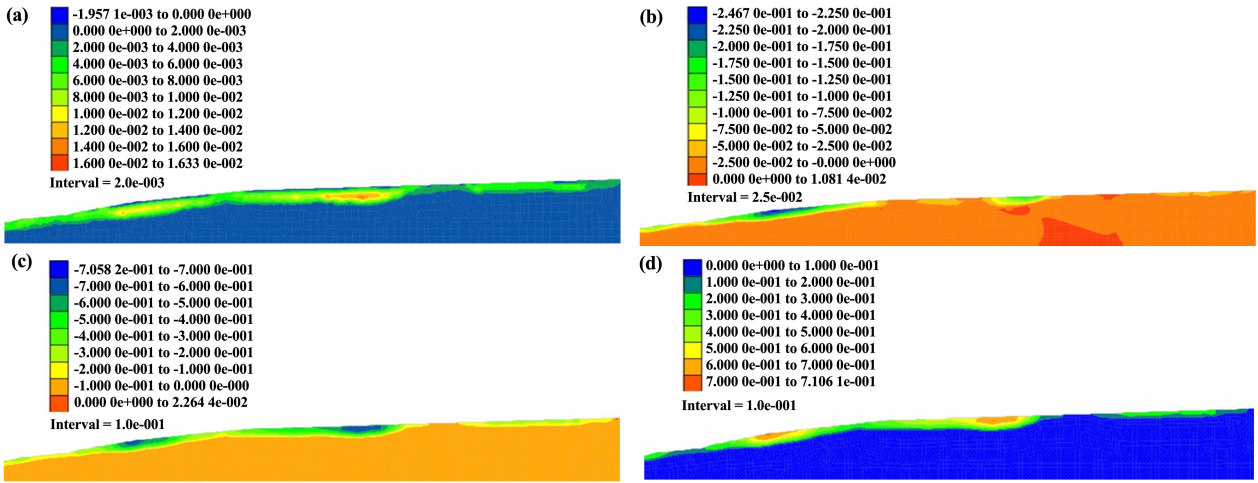 (a)
-1.957 1e-003 to 0.000 0e+000
0.000 0e+000 to 2.000 0e-003
2.000 0e-003 to 4.000 0e-003
4.000 0e-003 to 6.000 0e-003
6.000 0e-003 to 8.000 0e-003
8.000 0e-003 to 1.000 0e-002
1.000 0e-002 to 1.200 0e-002
1.200 0e-002 to 1.400 0e-002
1.400 0e-002 to 1.600 0e-002
1.600 0e-002 to 1.633 0e-002
Interval = 2.0e-003
(b)
-2.467 0e-001 to -2.250 0e-001
-2.250 0e-001 to -2.000 0e-001
-2.000 0e-001 to -1.750 0e-001
-1.750 0e-001 to -1.500 0e-001
-1.500 0e-001 to -1.250 0e-001
-1.250 0e-001 to -1.000 0e-001
-1.000 0e-001 to -7.500 0e-002
-7.500 0e-002 to -5.000 0e-002
-5.000 0e-002 to -2.500 0e-002
-2.500 0e-002 to -0.000 0e+000
0.000 0e+000 to 1.081 4e-002
Interval = 2.5e-002
(c)
-7.058 2e-001 to -7.000 0e-001
-7.000 0e-001 to -6.000 0e-001
-6.000 0e-001 to -5.000 0e-001
-5.000 0e-001 to -4.000 0e-001
-4.000 0e-001 to -3.000 0e-001
-3.000 0e-001 to -2.000 0e-001
-2.000 0e-001 to -1.000 0e-001
-1.000 0e-001 to 0.000 0e-000
0.000 0e+000 to 2.264 4e-002
Interval = 1.0e-001
(d)
0.000 0e+000 to 1.000 0e-001
1.000 0e-001 to 2.000 0e-001
2.000 0e-001 to 3.000 0e-001
3.000 0e-001 to 4.000 0e-001
4.000 0e-001 to 5.000 0e-001
5.000 0e-001 to 6.000 0e-001
6.000 0e-001 to 7.000 0e-001
7.000 0e-001 to 7.106 1e-001
Interval = 1.0e-001